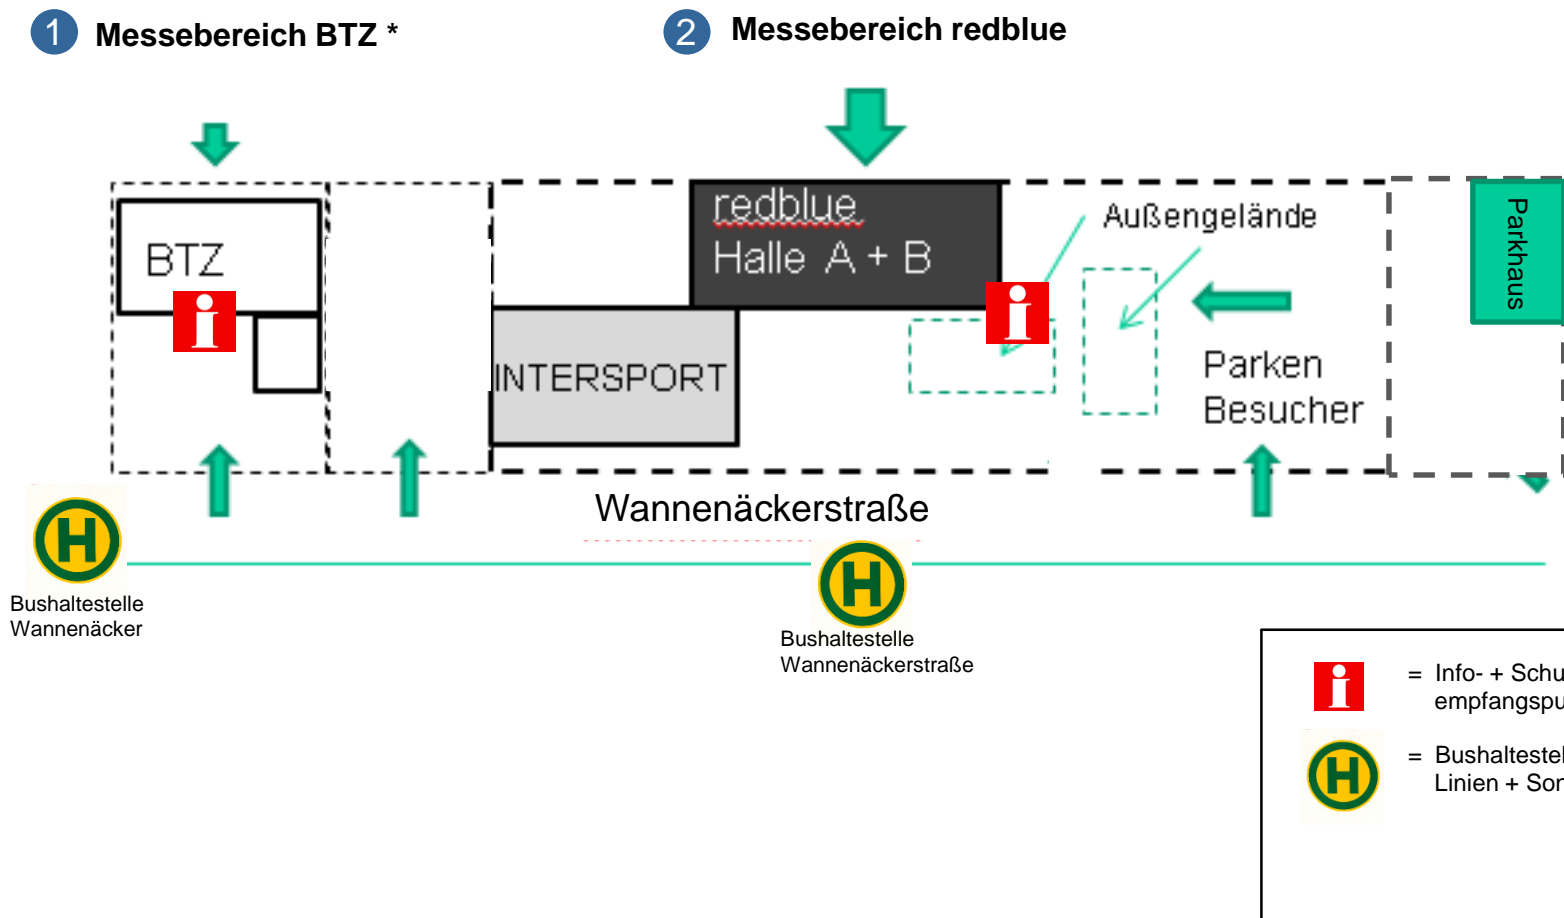 1 Messebereich BTZ *
2 Messebereich redblue
redblue
Halle A + B
Außengelände
Parkhaus
BTZ
i
i
INTERSPORT
Parken
Besucher
Wannenäckerstraße
H
Bushaltestelle
Wannenäcker
H
Bushaltestelle
Wannenäckerstraße
i = Info- + Schu
empfangspu
H = Bushaltestel
Linien + Sor